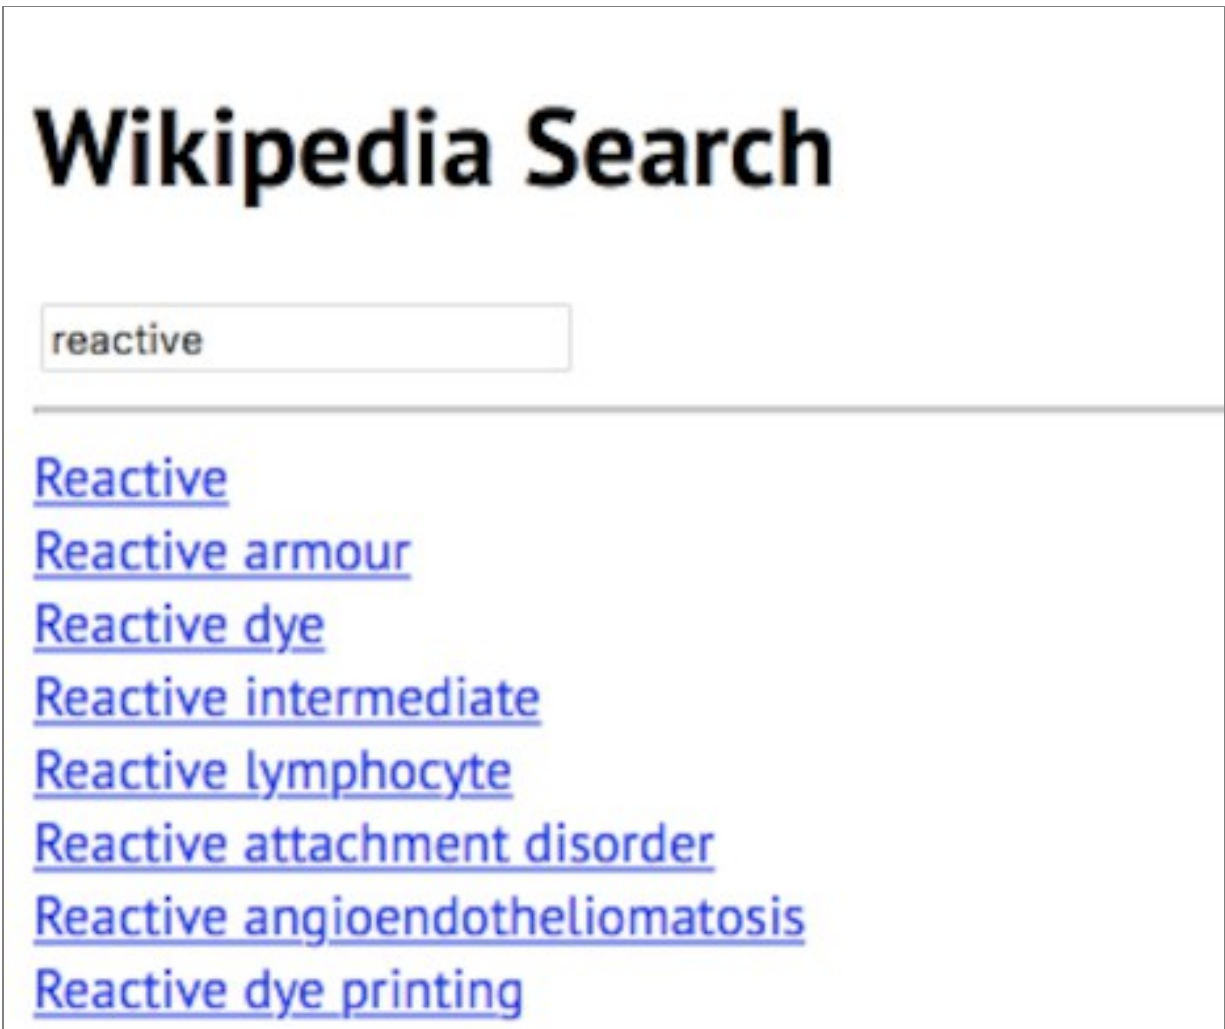 Wikipedia Search
reactive
Reactive
Reactive armour
Reactive dye
Reactive intermediate
Reactive lymphocyte
Reactive attachment disorder
Reactive angioendotheliomatosis
Reactive dye printing